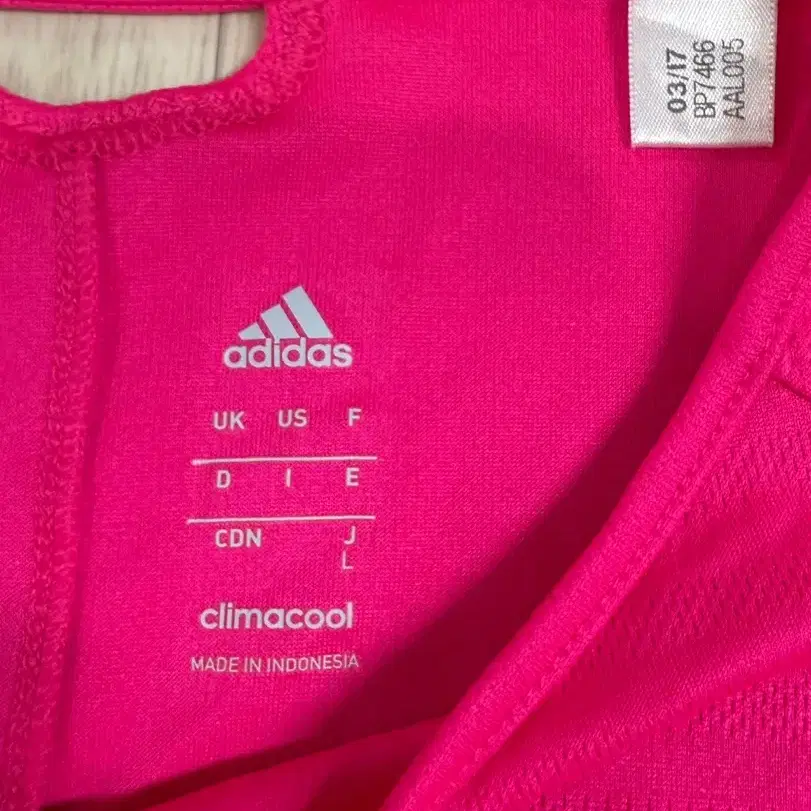 03/17
BP7466
AAL005
adidas
UK US F
D I E
CDN J
L
climacool
MADE IN INDONESIA